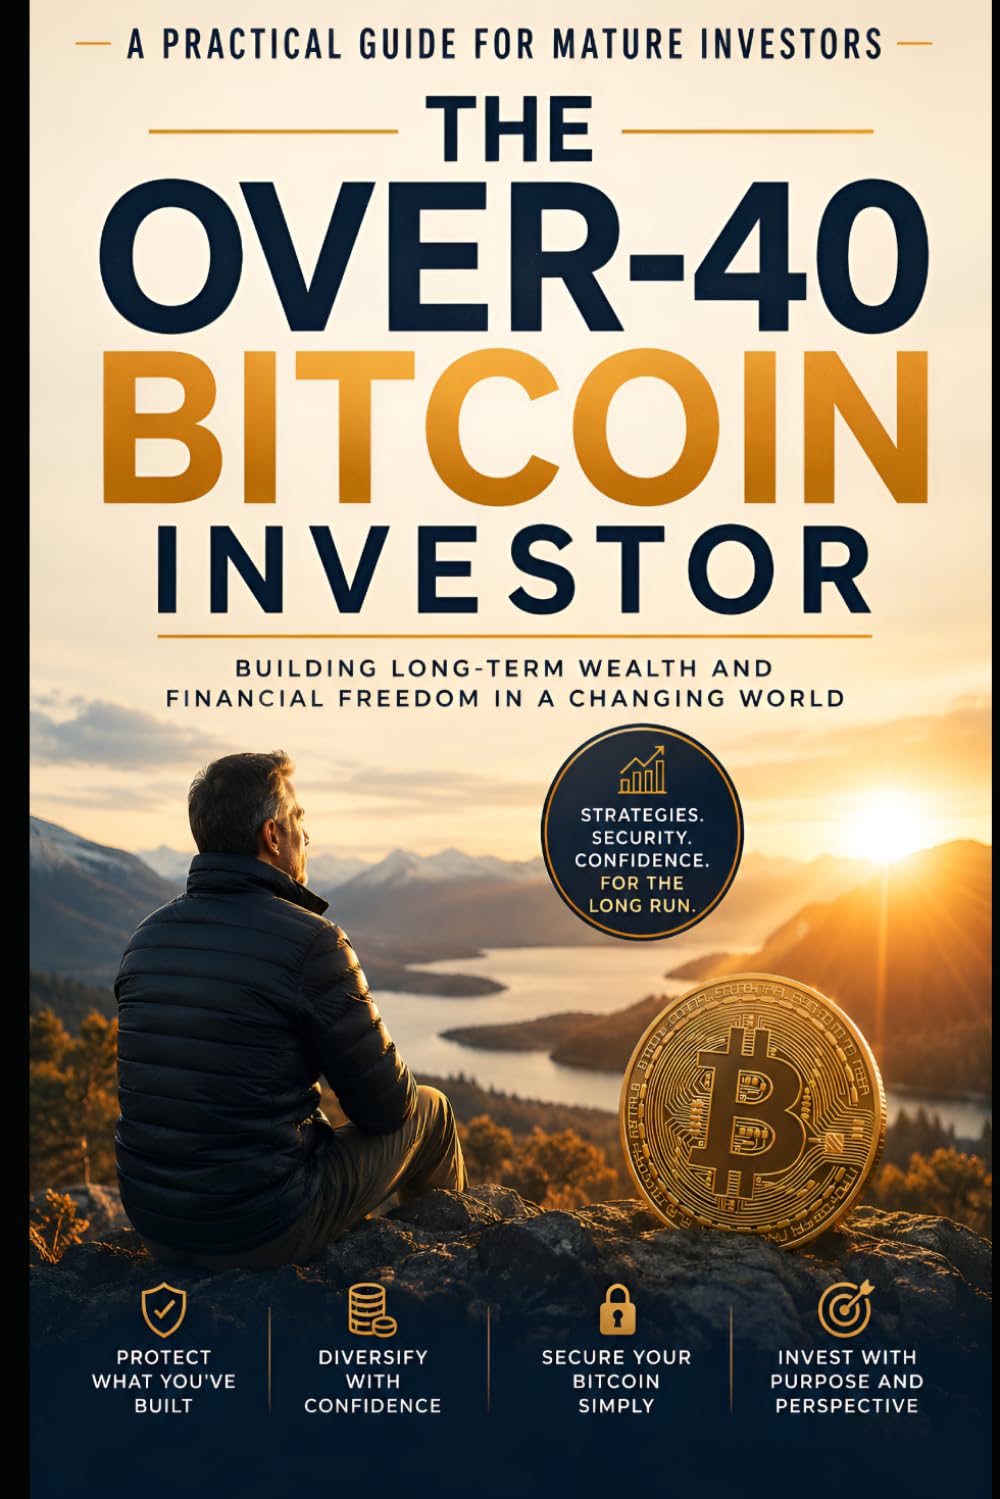 A PRACTICAL GUIDE FOR MATURE INVESTORS
THE
OVER-40
BITCOIN
INVESTOR
BUILDING LONG-TERM WEALTH AND
FINANCIAL FREEDOM IN A CHANGING WORLD
STRATEGIES.
SECURITY.
CONFIDENCE.
FOR THE
LONG RUN.
PROTECT
WHAT YOU'VE
BUILT
DIVERSIFY
WITH
CONFIDENCE
SECURE YOUR
BITCOIN
SIMPLY
INVEST WITH
PURPOSE AND
PERSPECTIVE